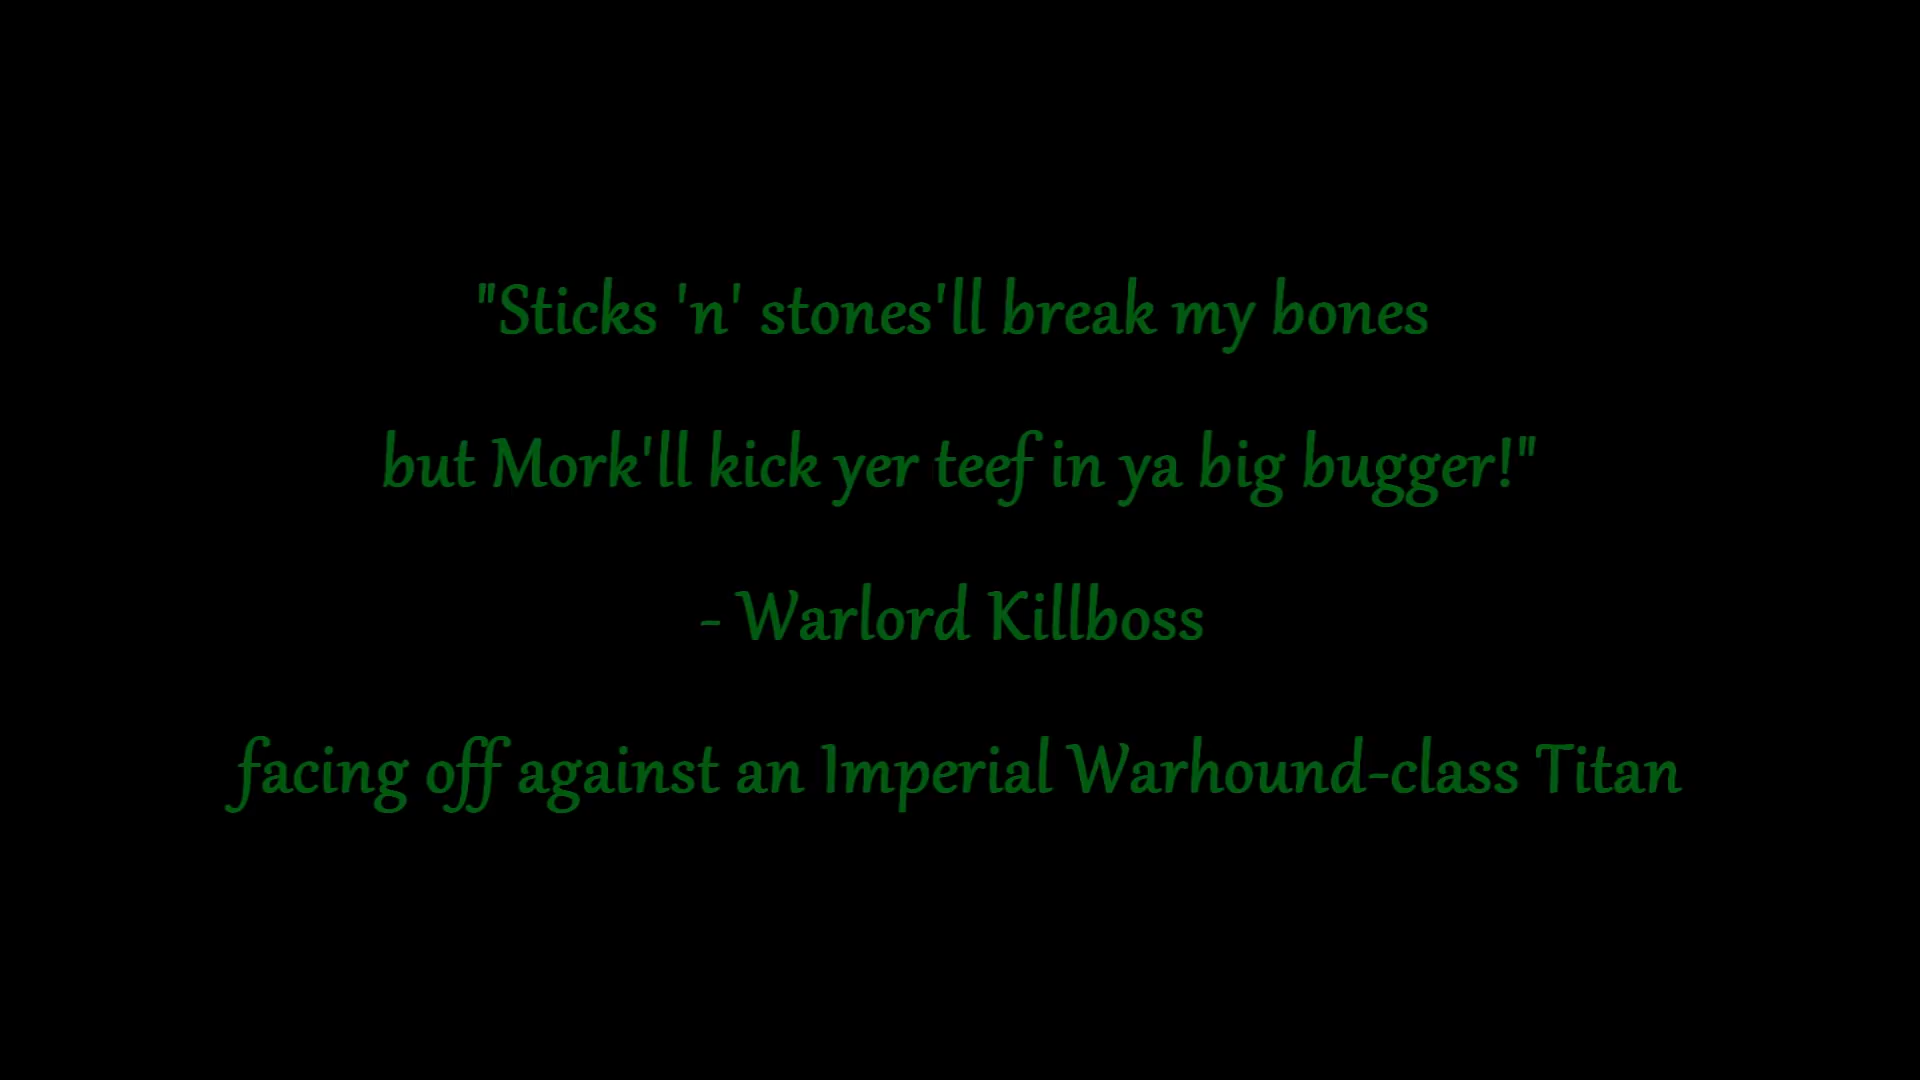 "Sticks 'n' stones'll break my bones
but Mork'll kick yer teef in ya big bugger!"
- Warlord Killboss
facing off against an Imperial Warhound-class Titan